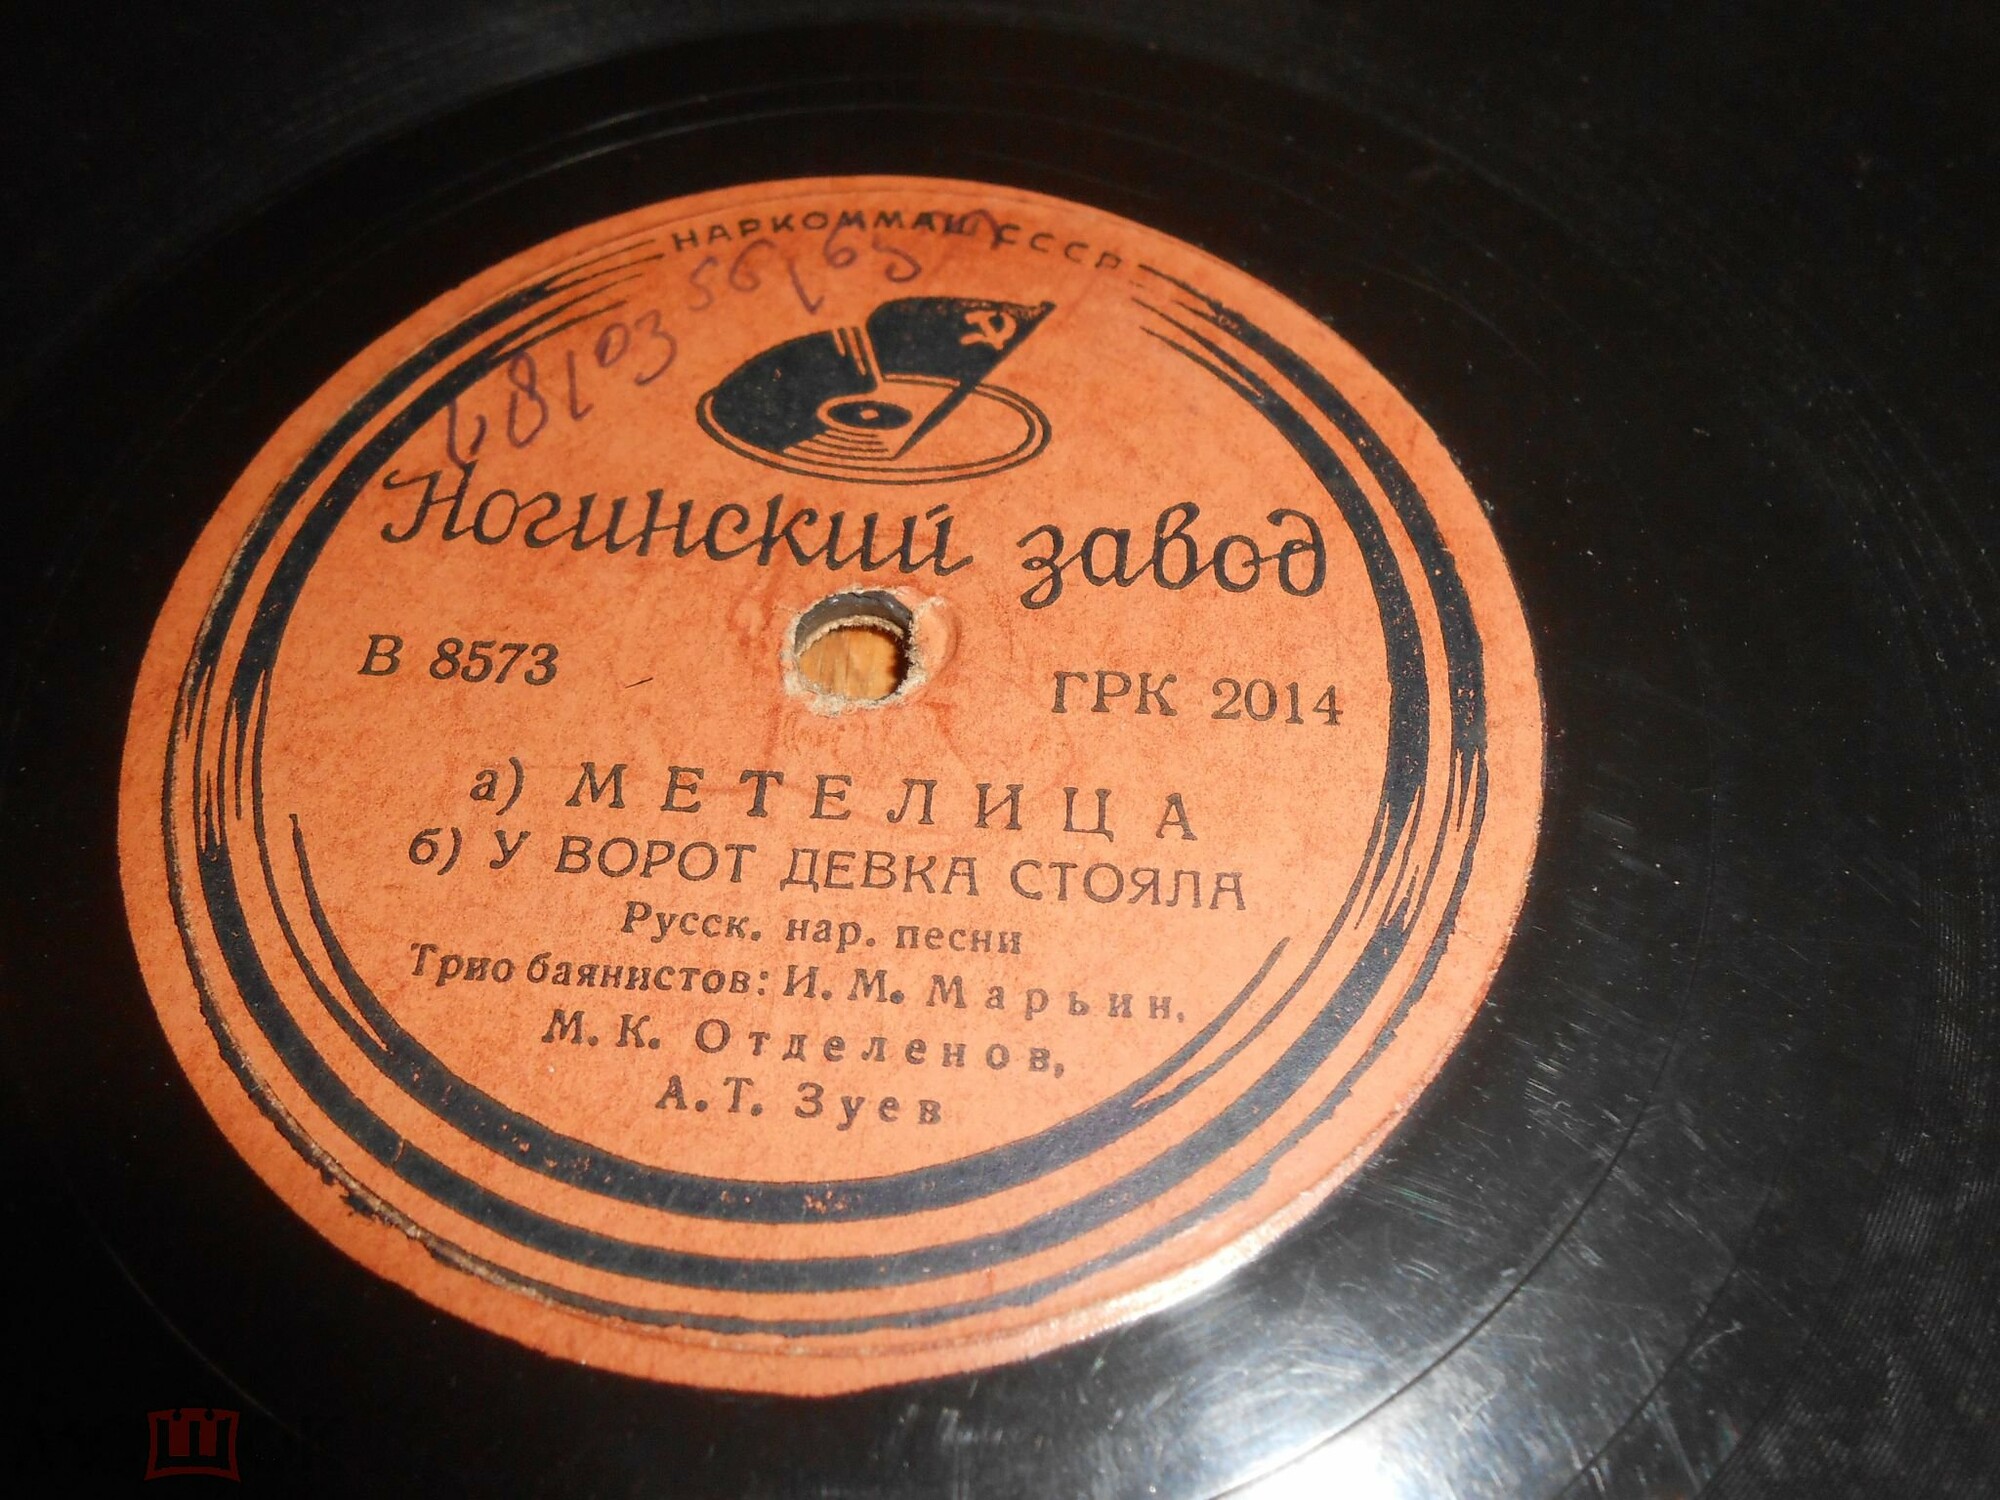 НАРКОММАШ СССР
Ногинский завод
В 8573
ГРК 2014
а) МЕТЕЛИЦА
б) У ВОРОТ ДЕВКА СТОЯЛА
Русск. нар. песни
Трио баянистов: И. М. Марьин,
М. К. Отделенов,
А. Т. Зуев